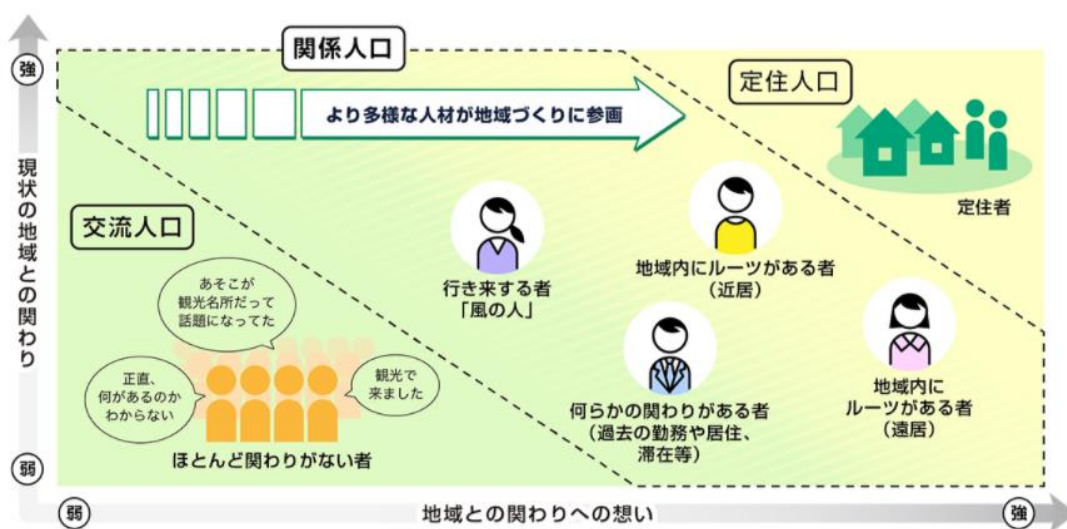 関係人口
強
より多様な人材が地域づくりに参画
定住人口
定住者
現状の地域との関わり
交流人口
あそこが
観光名所だって
話題になってた
正直、
何があるのか
わからない
観光で
来ました
ほとんど関わりがない者
行き来する者
「風の人」
地域内にルーツがある者
（近居）
何らかの関わりがある者
（過去の勤務や居住、
滞在等）
地域内に
ルーツがある者
（遠居）
弱
弱
地域との関わりへの想い
強